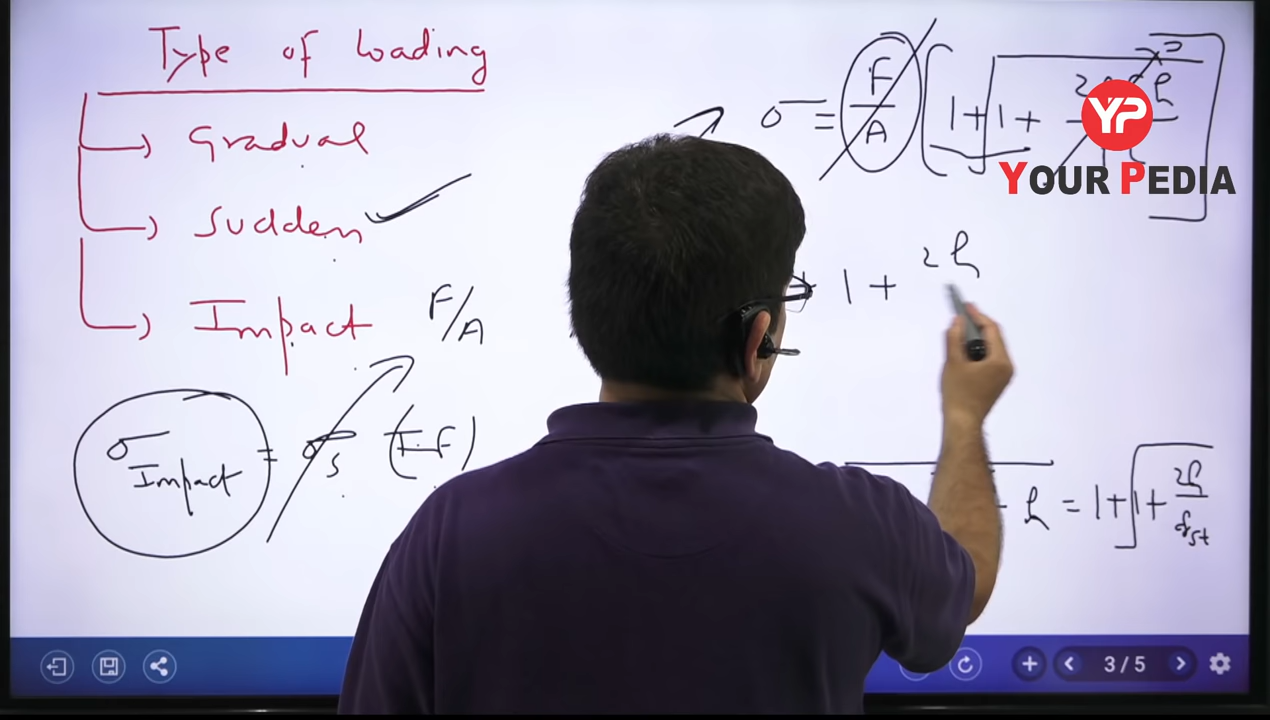 Type of loading
Gradual
Sudden
Impact F/A
σ Impact = σs (I.F)
σ = F/A [1+√1+
YP
YOUR PEDIA
1 + 2h
h = 1+√1+ 2h/δst
3 / 5